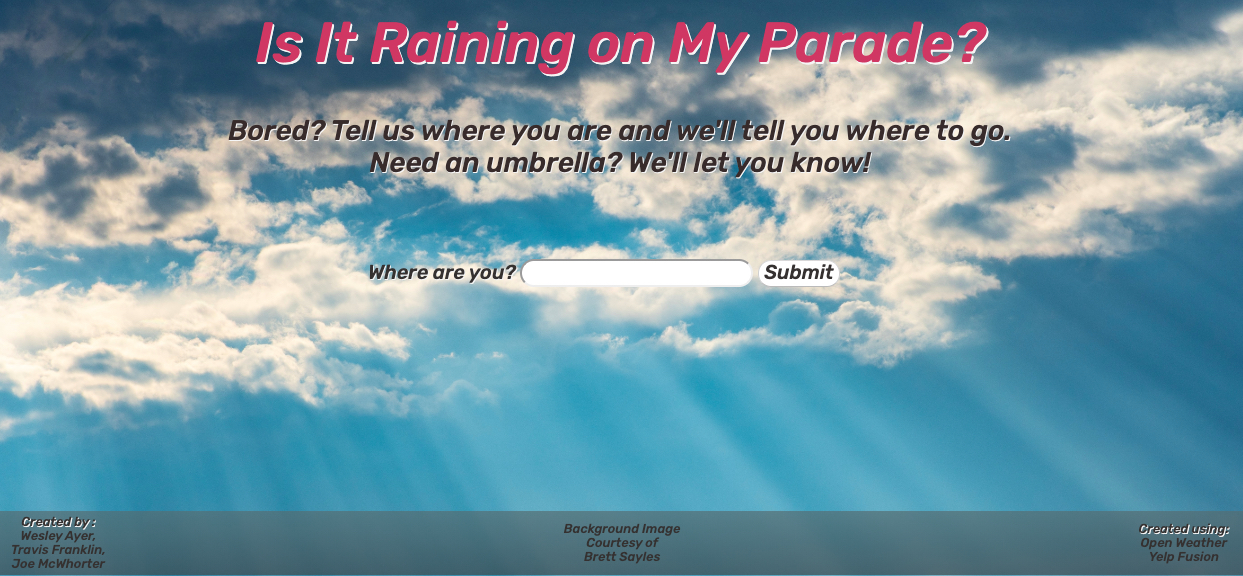 Is It Raining on My Parade?
Bored? Tell us where you are and we'll tell you where to go.
Need an umbrella? We'll let you know!
Where are you? Submit
Created by :
Wesley Ayer,
Travis Franklin,
Joe McWhorter
Background Image
Courtesy of
Brett Sayles
Created using:
Open Weather
Yelp Fusion